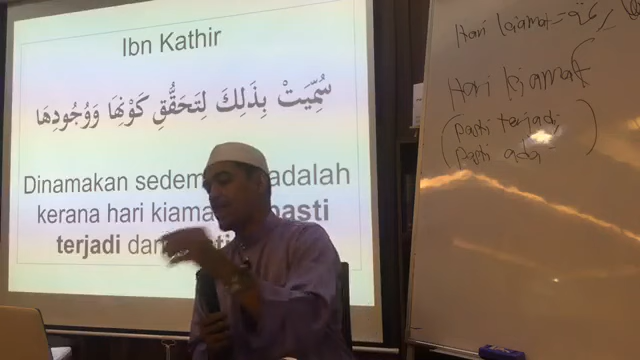 Ibn Kathir
سُمِّيَتْ بِذَلِكَ لِتَحَقُّقِ كَوْنِهَا وَوُجُودِهَا
Dinamakan sedem adalah
kerana hari kiama pasti
terjadi dan
Hari kiamat =
Hari kiamat
(pasti terjadi)
pasti ada